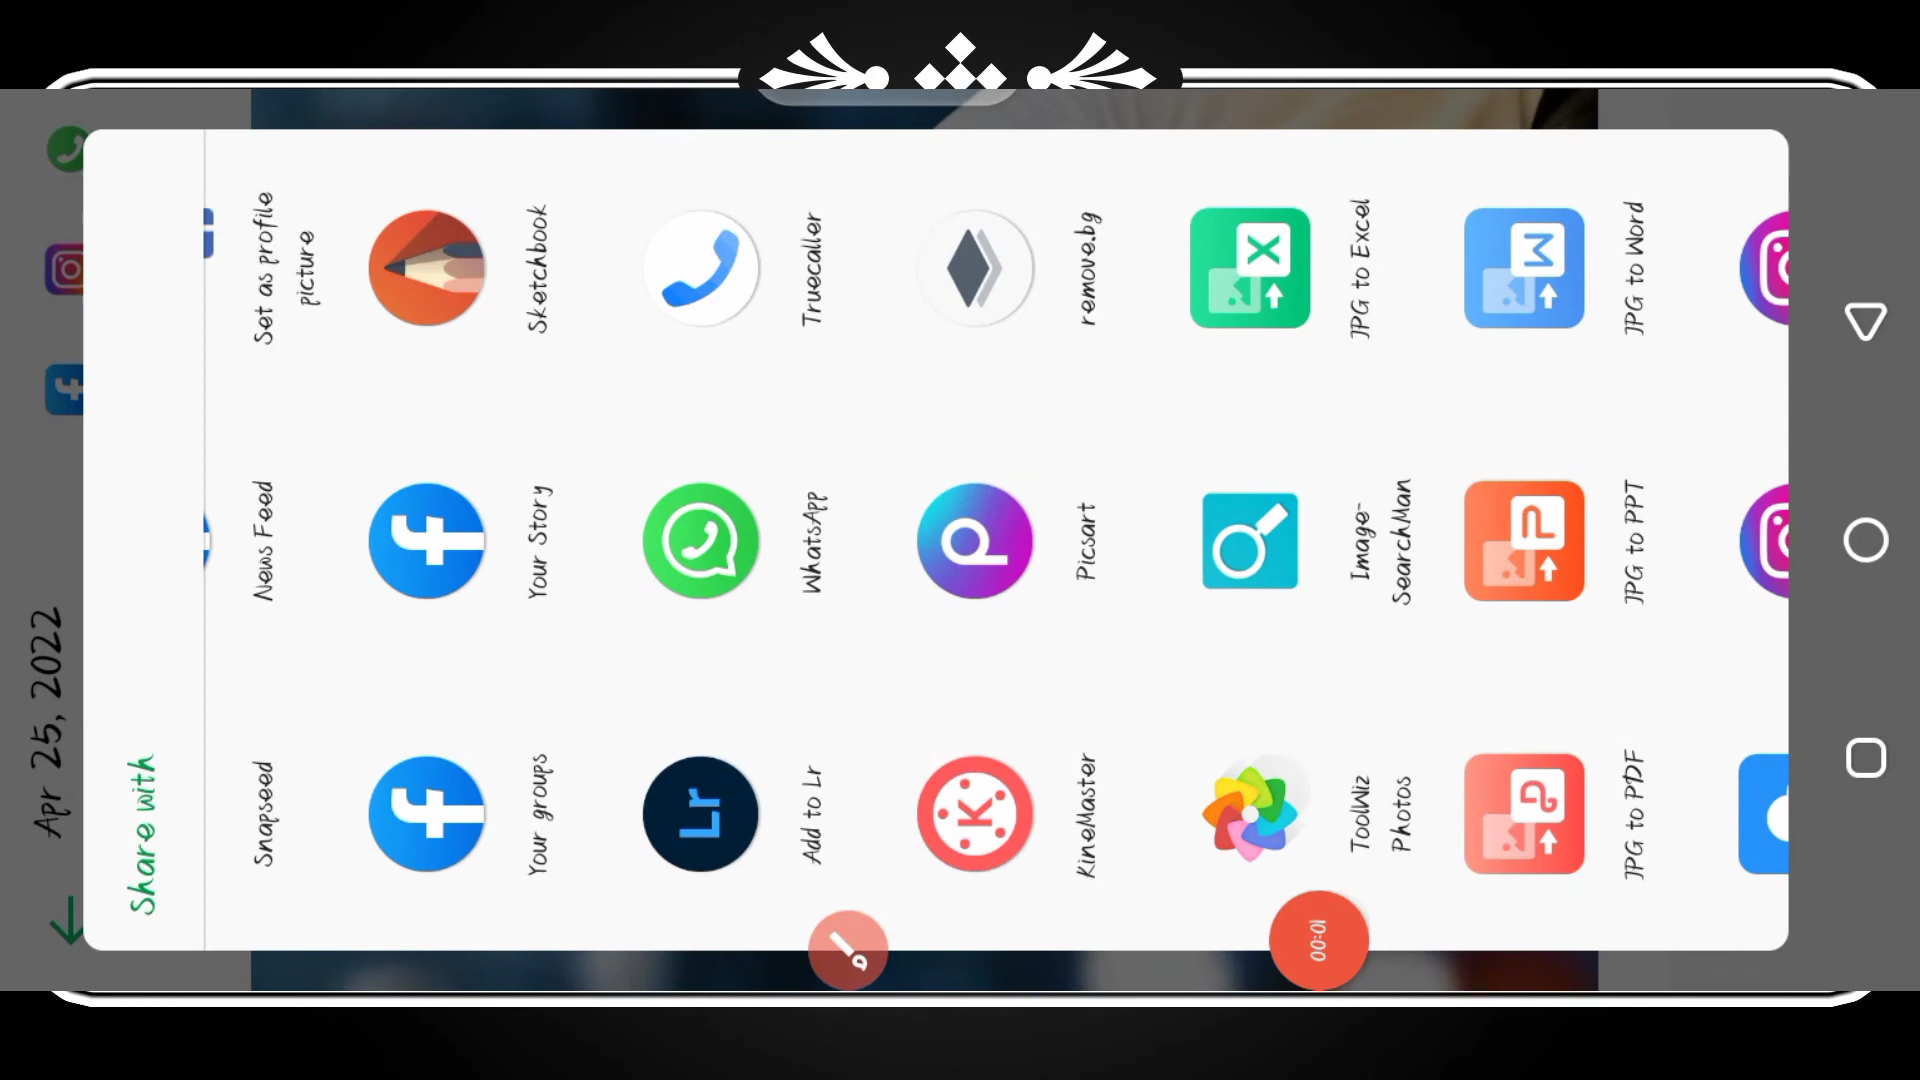 Apr 25, 2022
Share with
Snapseed
News Feed
Set as profile
picture
Your groups
Your Story
Sketchbook
Lr
Add to Lr
WhatsApp
Truecaller
KineMaster
Picsart
remove.bg
ToolWiz
Photos
Image-
SearchMan
JPG to Excel
00:01
JPG to PDF
JPG to PPT
JPG to Word